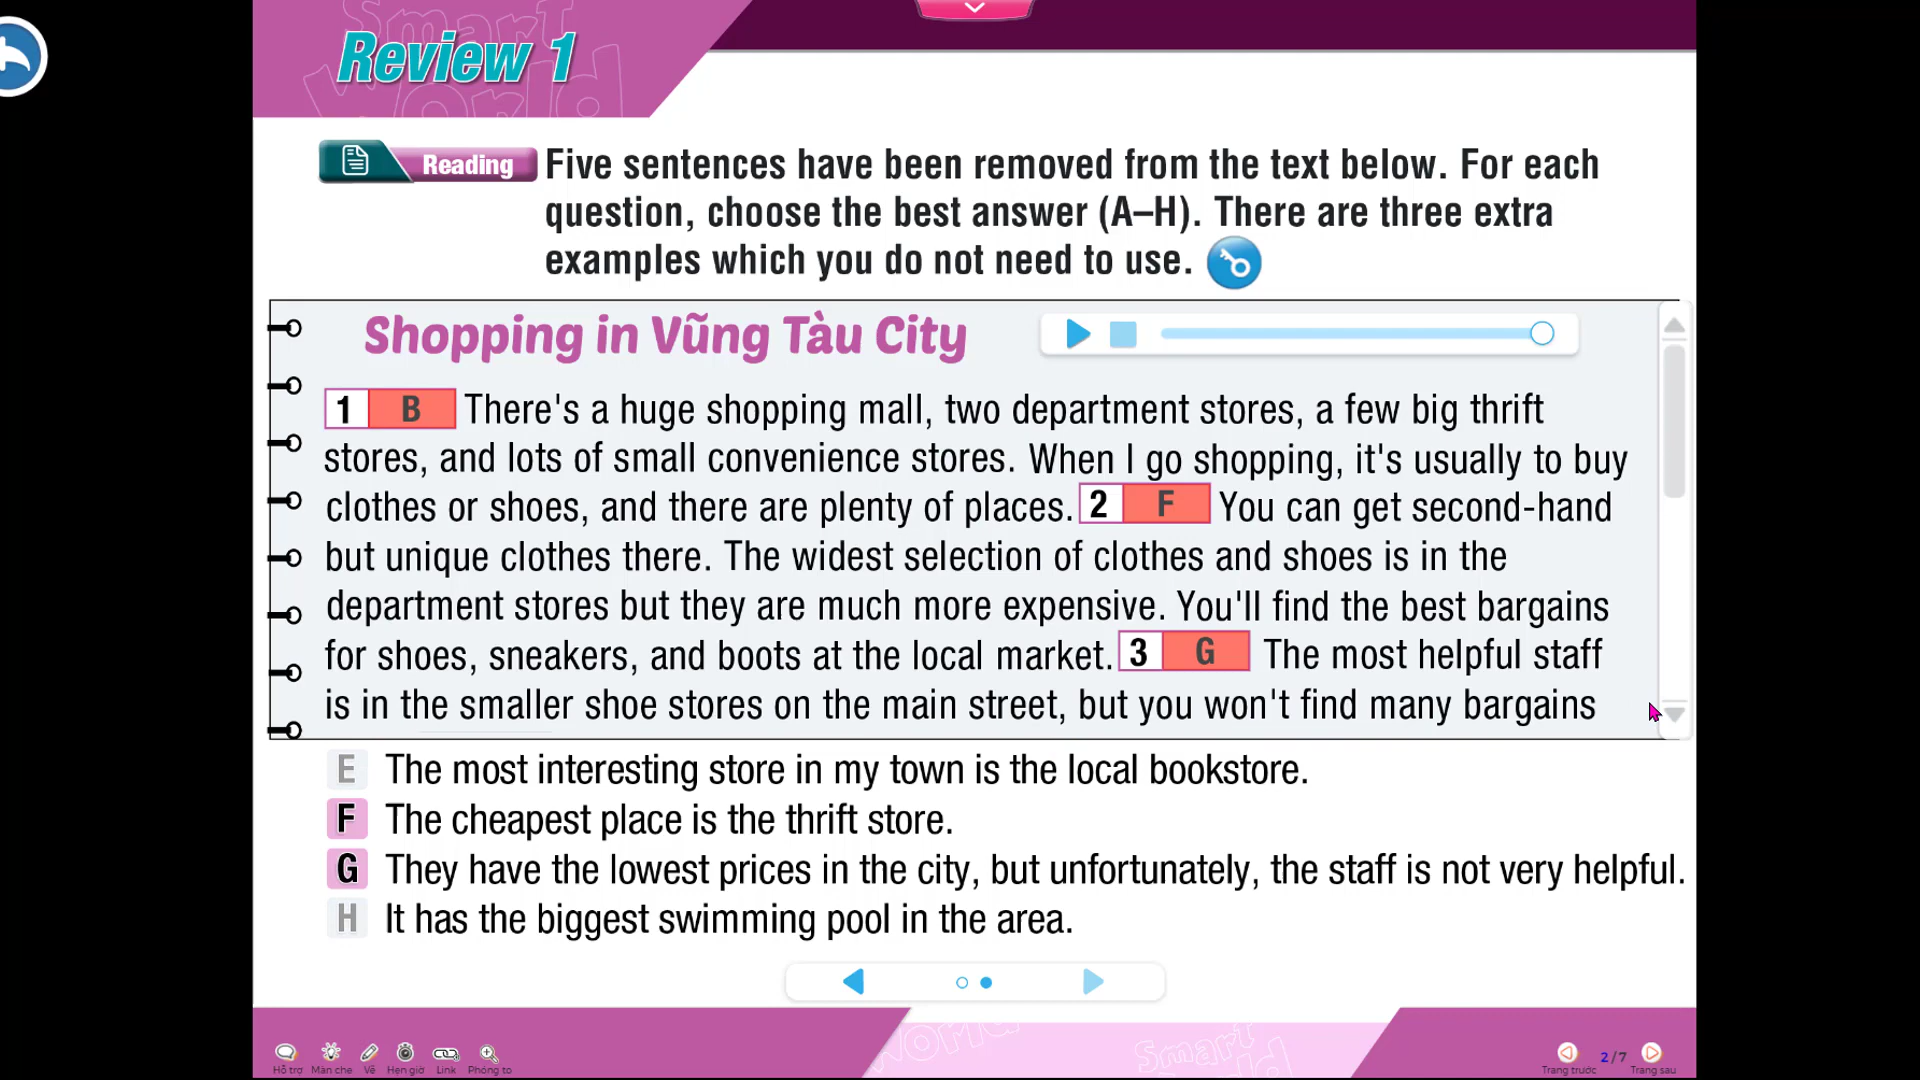 Review 1
Reading
Five sentences have been removed from the text below. For each
question, choose the best answer (A–H). There are three extra
examples which you do not need to use.
Shopping in Vũng Tàu City
1 B There's a huge shopping mall, two department stores, a few big thrift
stores, and lots of small convenience stores. When I go shopping, it's usually to buy
clothes or shoes, and there are plenty of places. 2 F You can get second-hand
but unique clothes there. The widest selection of clothes and shoes is in the
department stores but they are much more expensive. You'll find the best bargains
for shoes, sneakers, and boots at the local market. 3 G The most helpful staff
is in the smaller shoe stores on the main street, but you won't find many bargains
E The most interesting store in my town is the local bookstore.
F The cheapest place is the thrift store.
G They have the lowest prices in the city, but unfortunately, the staff is not very helpful.
H It has the biggest swimming pool in the area.
Smart World
Smart World
Hỗ trợ Màn che Vẽ Hẹn giờ Link Phóng to
Trang trước 2/7 Trang sau